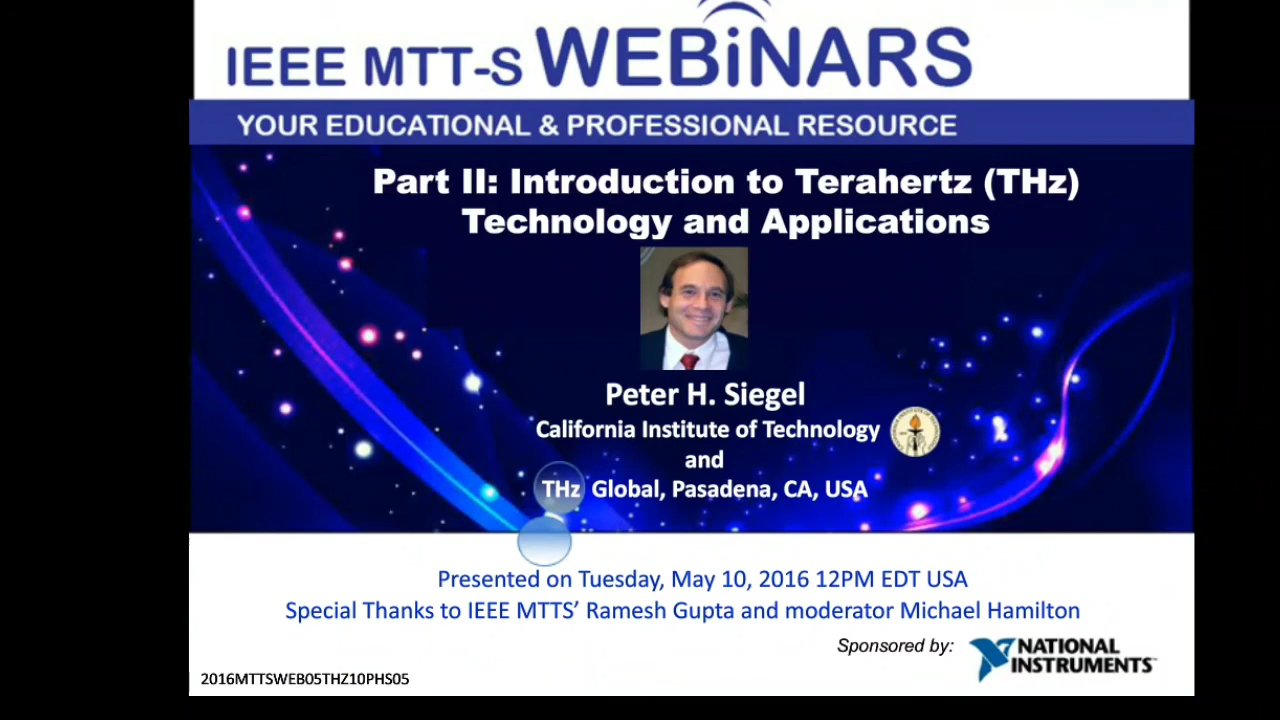 IEEE MTT-S WEBiNARS
YOUR EDUCATIONAL & PROFESSIONAL RESOURCE
Part II: Introduction to Terahertz (THz)
Technology and Applications
Peter H. Siegel
California Institute of Technology
and
THz Global, Pasadena, CA, USA
Presented on Tuesday, May 10, 2016 12PM EDT USA
Special Thanks to IEEE MTTS’ Ramesh Gupta and moderator Michael Hamilton
Sponsored by:
NATIONAL
INSTRUMENTS™
2016MTTSWEB05THZ10PHS05